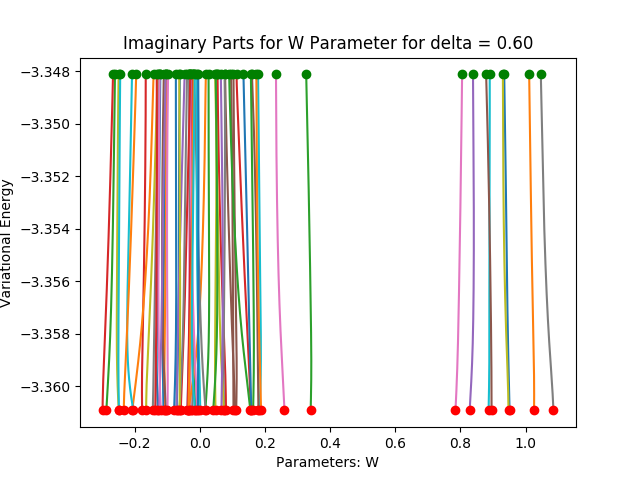 Imaginary Parts for W Parameter for delta = 0.60
Variational Energy
−3.348
−3.350
−3.352
−3.354
−3.356
−3.358
−3.360
−0.2 0.0 0.2 0.4 0.6 0.8 1.0
Parameters: W